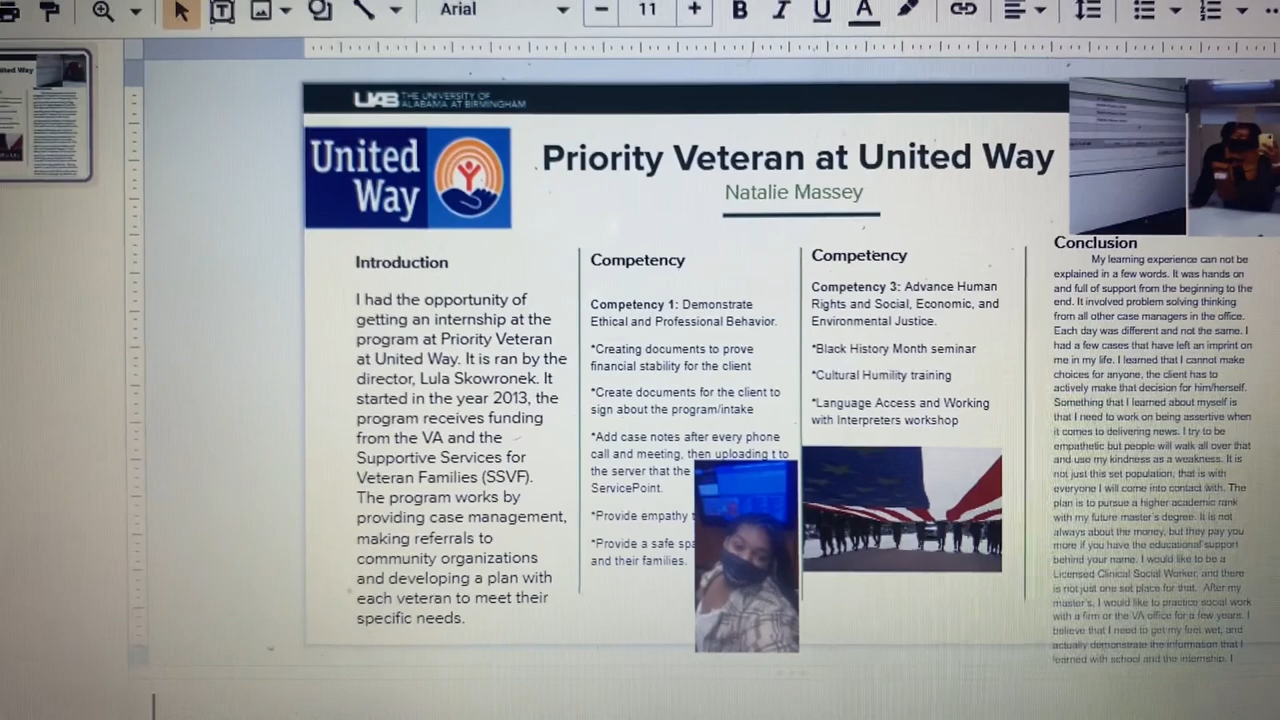 Arial
11
B I U A
UAB THE UNIVERSITY OF
ALABAMA AT BIRMINGHAM
United
Way
Priority Veteran at United Way
Natalie Massey
Introduction
I had the opportunity of
getting an internship at the
program at Priority Veteran
at United Way. It is ran by the
director, Lula Skowronek. It
started in the year 2013, the
program receives funding
from the VA and the
Supportive Services for
Veteran Families (SSVF).
The program works by
providing case management,
making referrals to
community organizations
and developing a plan with
each veteran to meet their
specific needs.
Competency
Competency 1: Demonstrate
Ethical and Professional Behavior.
*Creating documents to prove
financial stability for the client
*Create documents for the client to
sign about the program/intake
*Add case notes after every phone
call and meeting, then uploading t to
the server that the
ServicePoint.
*Provide empathy
*Provide a safe
and their families.
Competency
Competency 3: Advance Human
Rights and Social, Economic, and
Environmental Justice.
*Black History Month seminar
*Cultural Humility training
*Language Access and Working
with Interpreters workshop
Conclusion
My learning experience can not be
explained in a few words. It was hands on
and full of support from the beginning to the
end. It involved problem solving thinking
from all other case managers in the office.
Each day was different and not the same. I
had a few cases that have left an imprint on
me in my life. I learned that I cannot make
choices for anyone, the client has to
actively make that decision for him/herself.
Something that I learned about myself is
that I need to work on being assertive when
it comes to delivering news. I try to be
empathetic but people will walk all over that
and use my kindness as a weakness. It is
not just this set population, that is with
everyone I will come into contact with. The
plan is to pursue a higher academic rank
with my future master's degree. It is not
always about the money, but they pay you
more if you have the educational support
behind your name. I would like to be a
Licensed Clinical Social Worker, and there
is not just one set place for that. After my
master's, I would like to practice social work
with a firm or the VA office for a few years. I
believe that I need to get my feet wet, and
actually demonstrate the information that I
learned with school and the internship. I